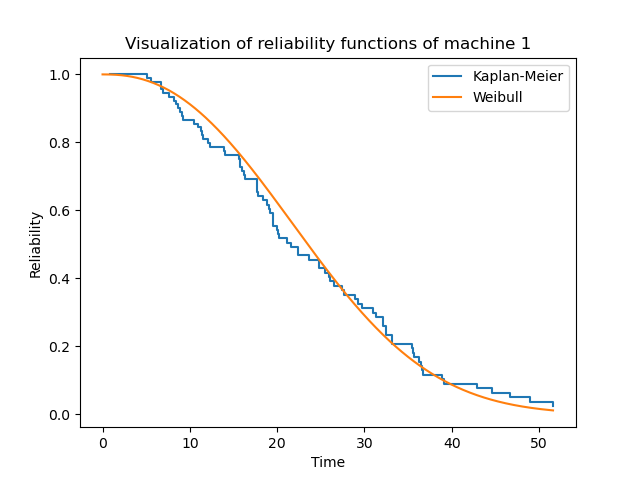 Visualization of reliability functions of machine 1
Kaplan-Meier
Weibull
1.0
0.8
0.6
0.4
0.2
0.0
Reliability
0 10 20 30 40 50
Time